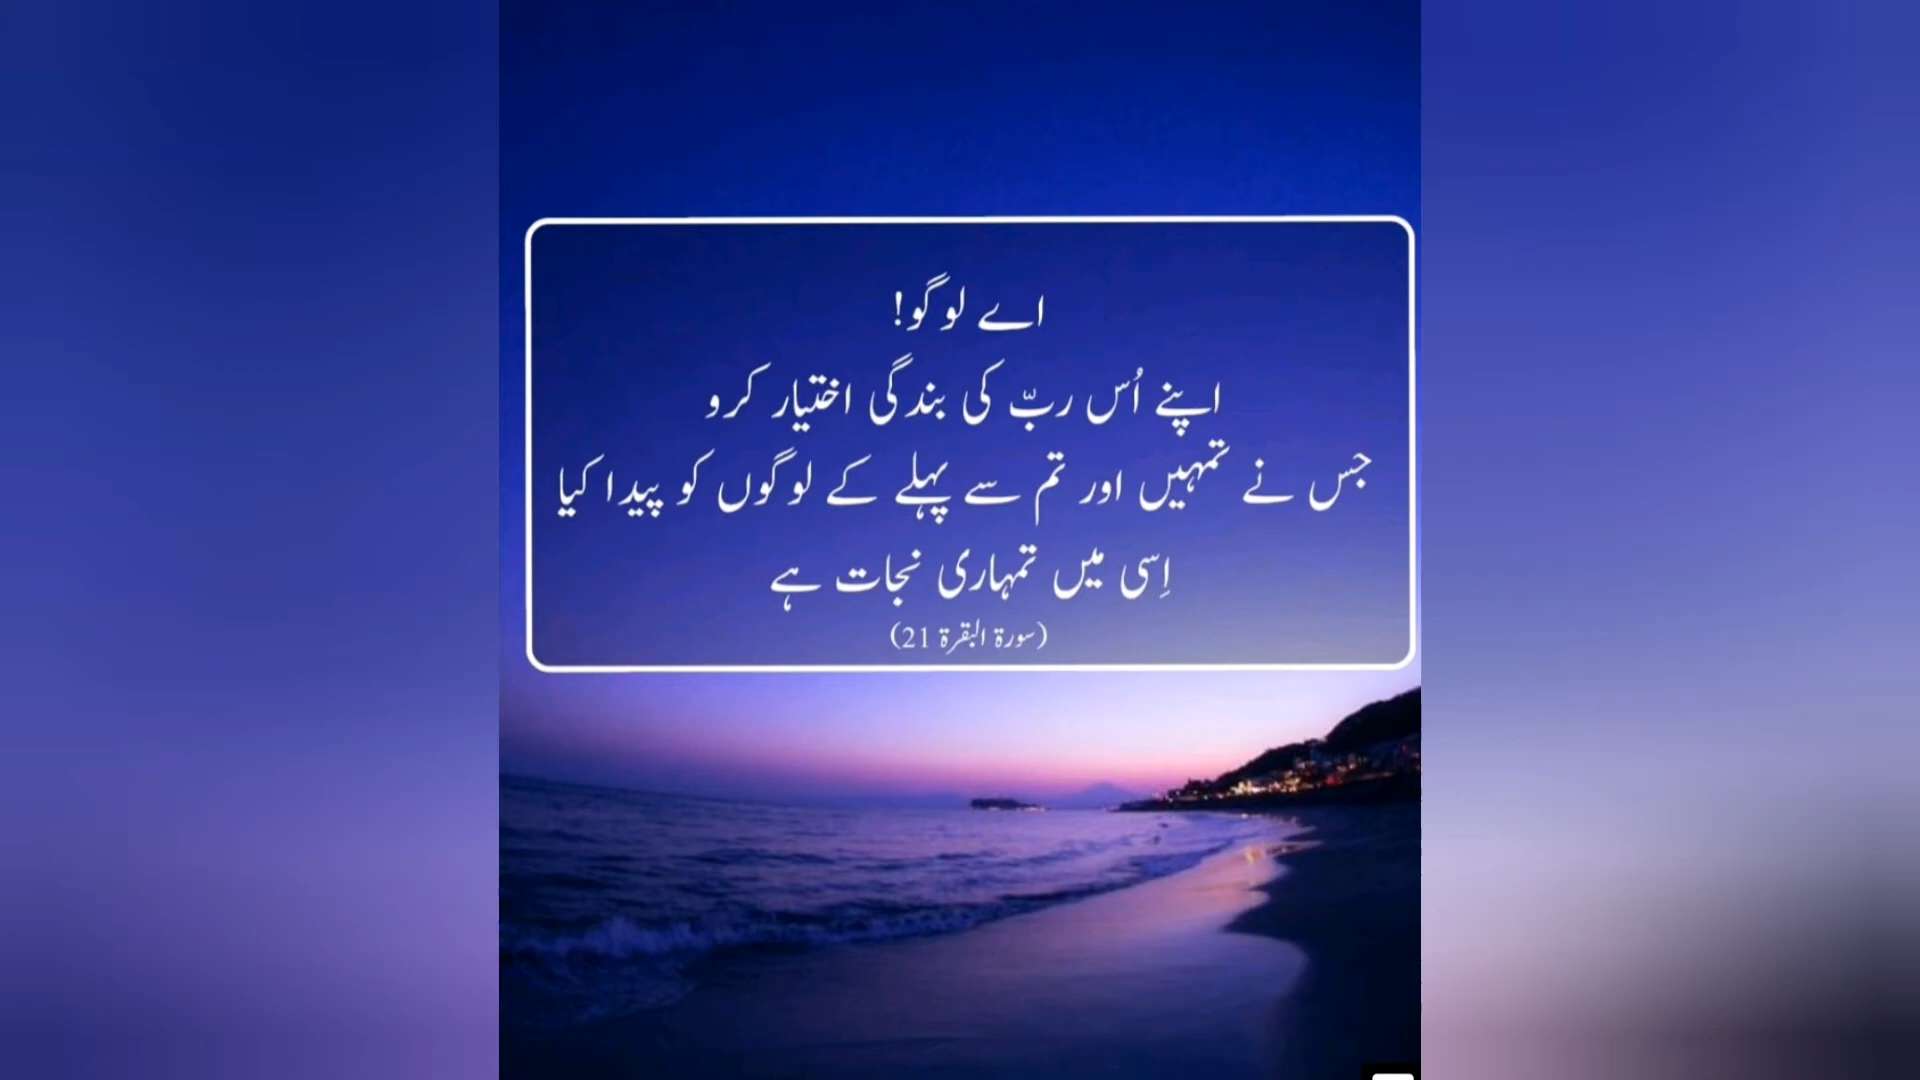 اے لوگو!
اپنے اُس ربّ کی بندگی اختیار کرو
جس نے تمہیں اور تم سے پہلے کے لوگوں کو پیدا کیا
اِسی میں تمہاری نجات ہے
(سورۃ البقرۃ 21)